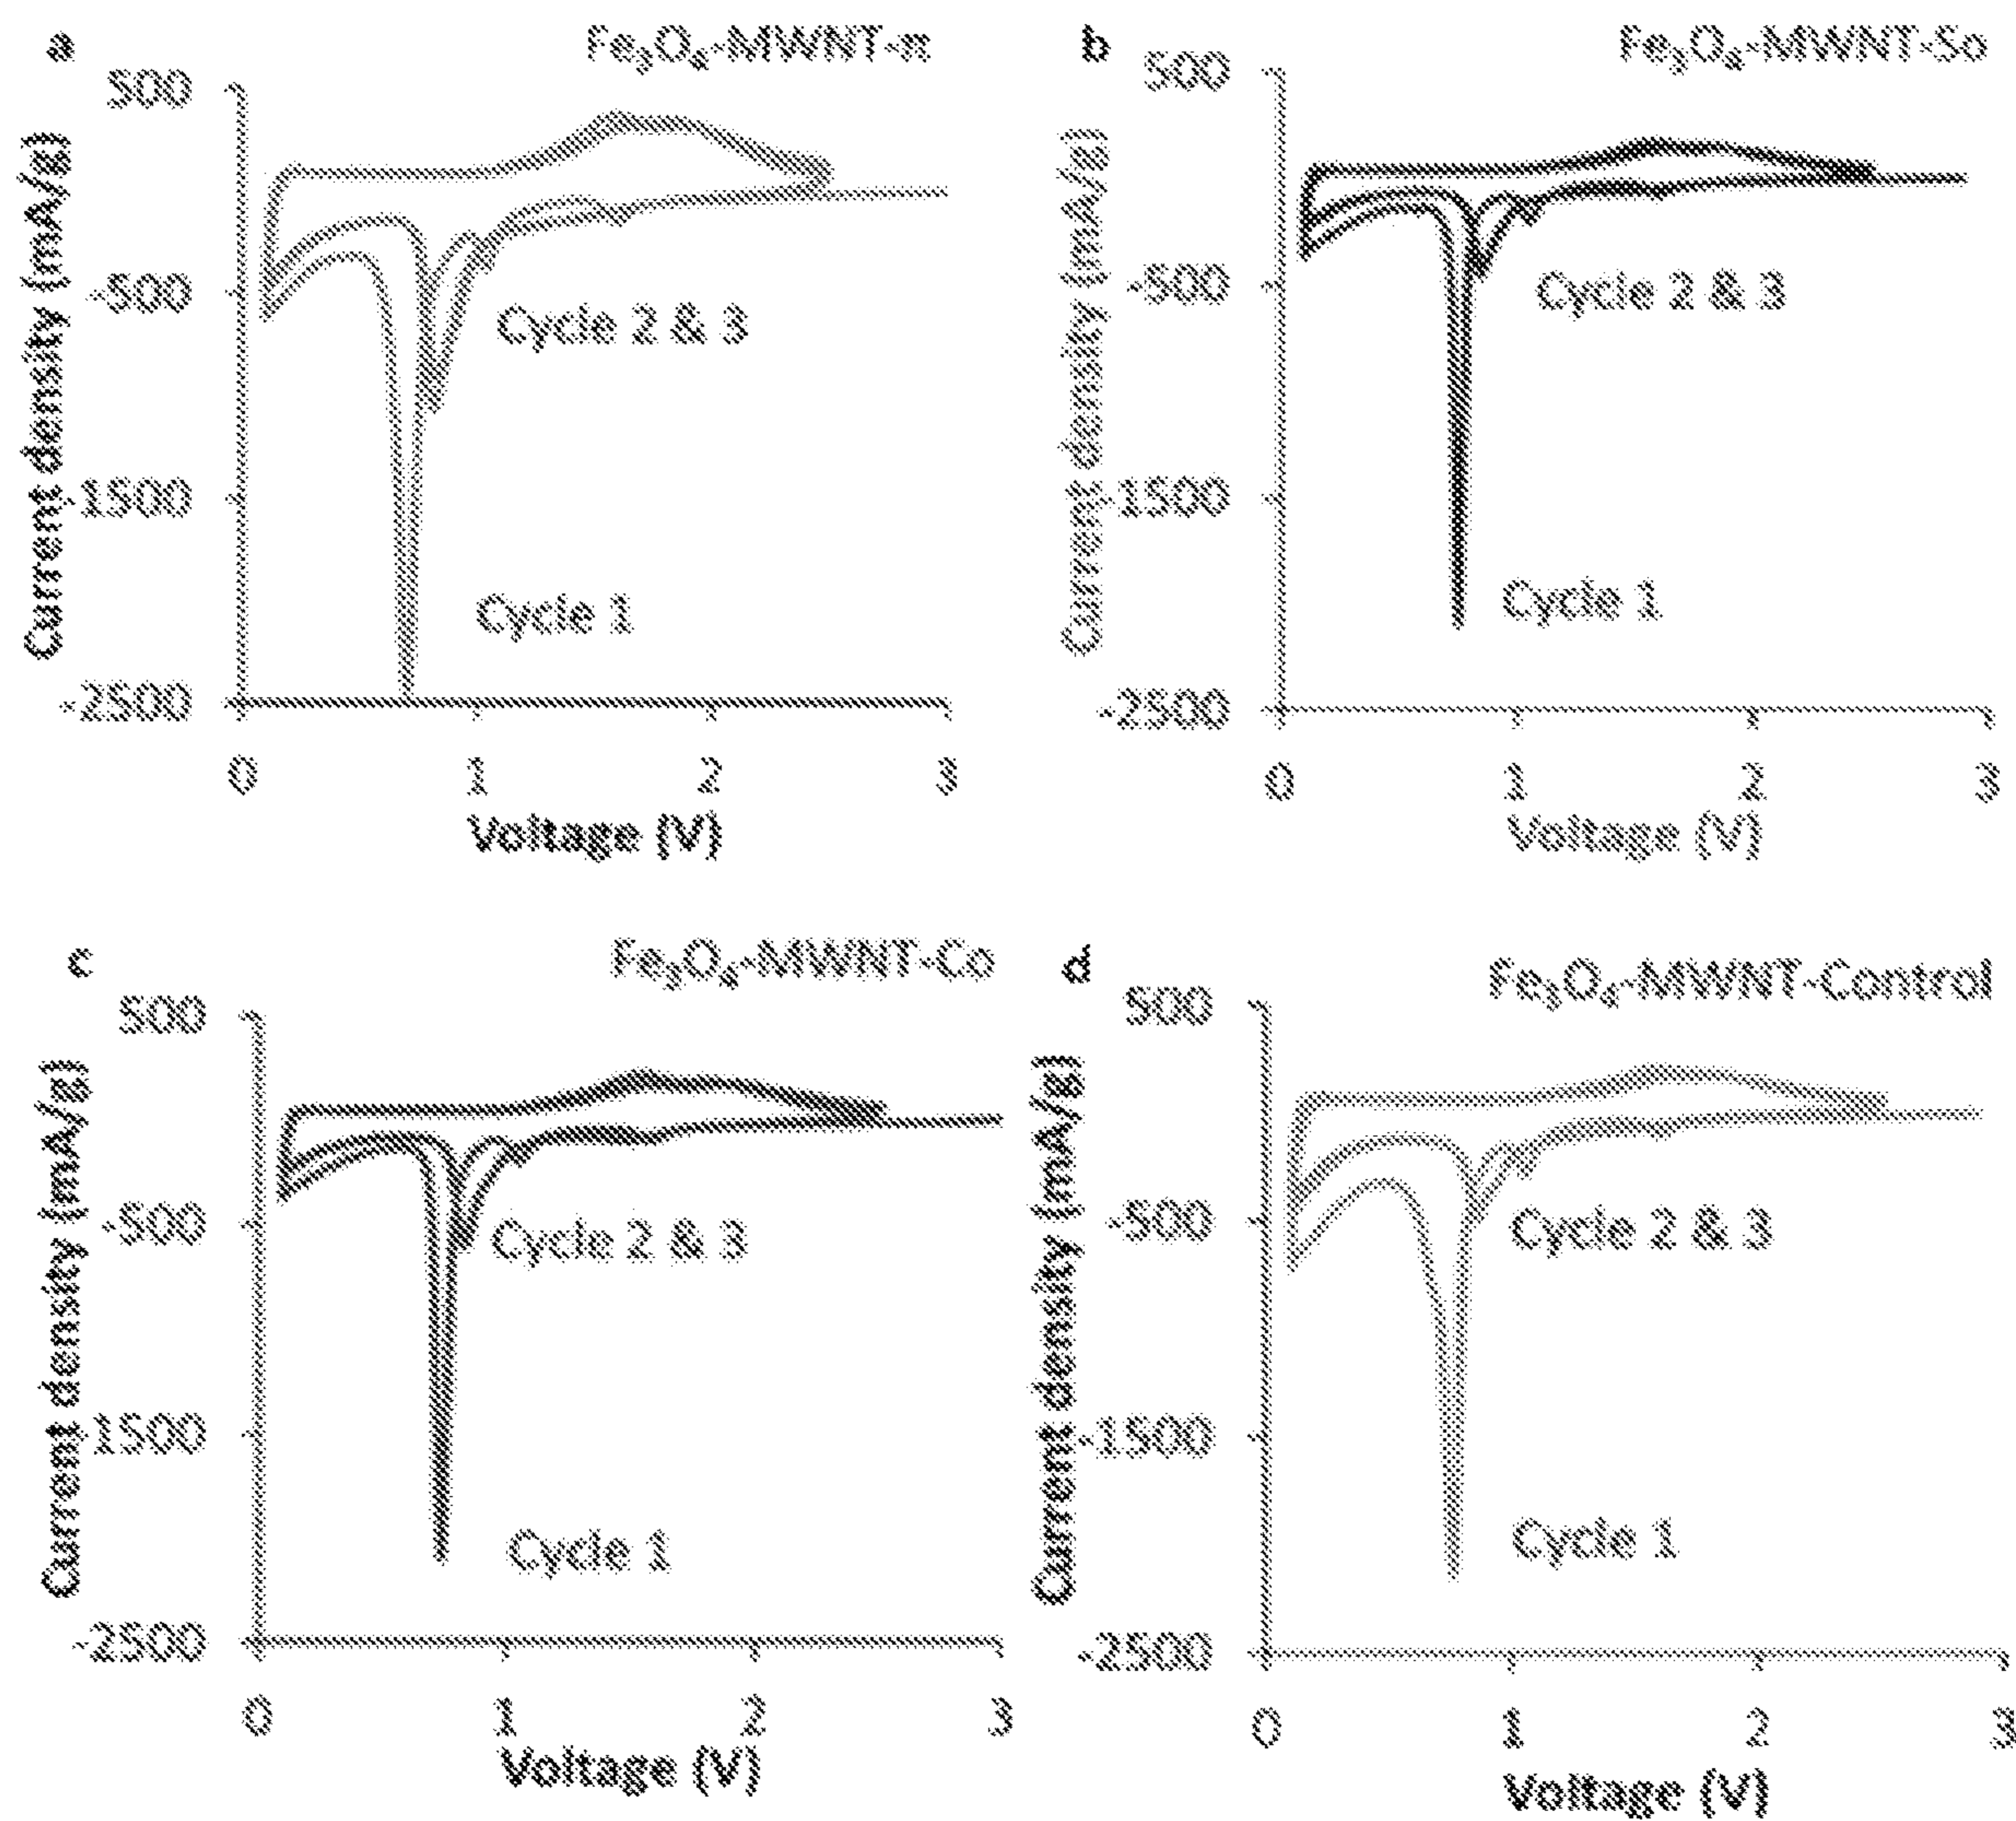 a
Fe₃O₄-MWNT-π
500
-500
-1500
-2500
Current density (mA/g)
Cycle 2 & 3
Cycle 1
0 1 2 3
Voltage (V)
b
Fe₃O₄-MWNT-So
500
-500
-1500
-2500
Current density (mA/g)
Cycle 2 & 3
Cycle 1
0 1 2 3
Voltage (V)
c
Fe₃O₄-MWNT-Co
500
-500
-1500
-2500
Current density (mA/g)
Cycle 2 & 3
Cycle 1
0 1 2 3
Voltage (V)
d
Fe₃O₄-MWNT-Control
500
-500
-1500
-2500
Current density (mA/g)
Cycle 2 & 3
Cycle 1
0 1 2 3
Voltage (V)